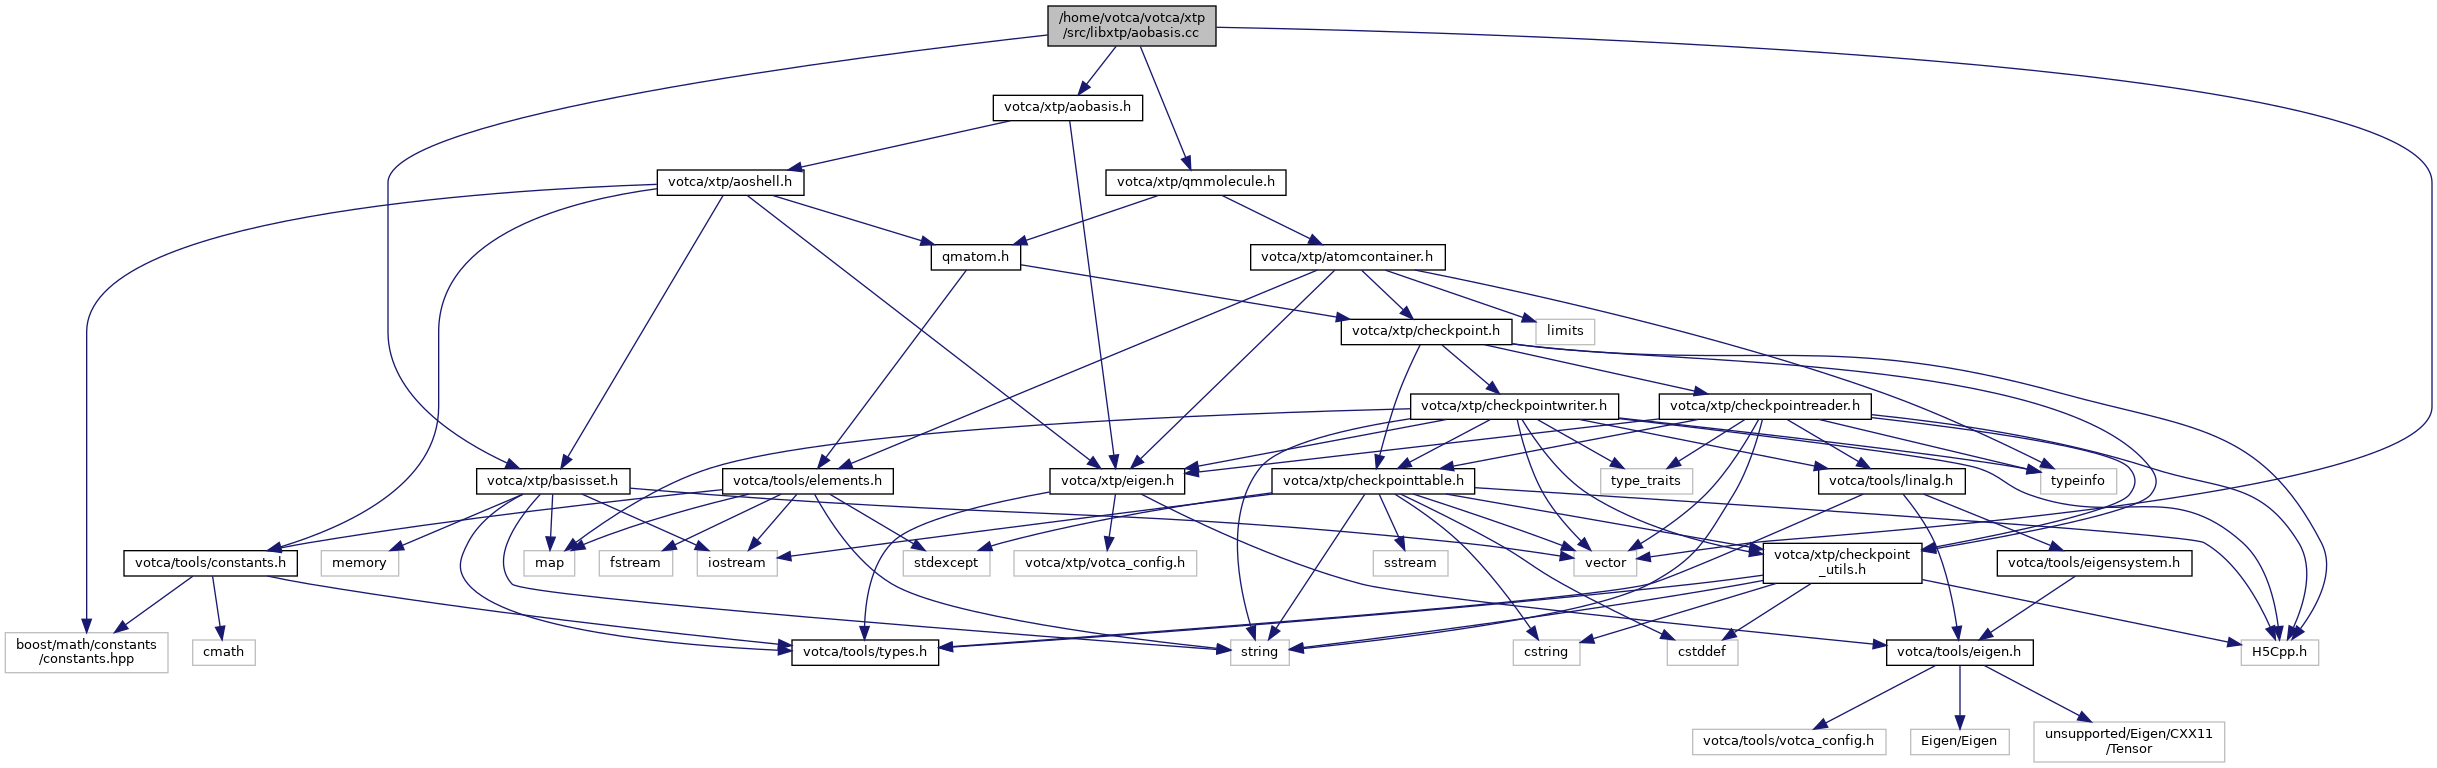 /home/votca/votca/xtp
/src/libxtp/aobasis.cc
votca/xtp/aobasis.h
votca/xtp/aoshell.h
votca/xtp/qmmolecule.h
qmatom.h
votca/xtp/atomcontainer.h
votca/xtp/checkpoint.h
limits
votca/xtp/checkpointwriter.h
votca/xtp/checkpointreader.h
votca/xtp/basisset.h
votca/tools/elements.h
votca/xtp/eigen.h
votca/xtp/checkpointtable.h
type_traits
votca/tools/linalg.h
typeinfo
votca/tools/constants.h
memory
map
fstream
iostream
stdexcept
votca/xtp/votca_config.h
sstream
vector
votca/xtp/checkpoint
_utils.h
votca/tools/eigensystem.h
boost/math/constants
/constants.hpp
cmath
votca/tools/types.h
string
cstring
cstddef
votca/tools/eigen.h
H5Cpp.h
votca/tools/votca_config.h
Eigen/Eigen
unsupported/Eigen/CXX11
/Tensor